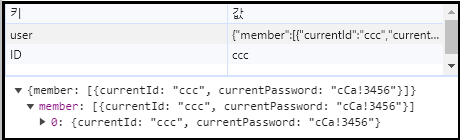 키 값
user {"member":[{"currentId":"ccc","current...
ID ccc
▼ {member: [{currentId: "ccc", currentPassword: "cCa!3456"}]}
▼ member: [{currentId: "ccc", currentPassword: "cCa!3456"}]
▶ 0: {currentId: "ccc", currentPassword: "cCa!3456"}